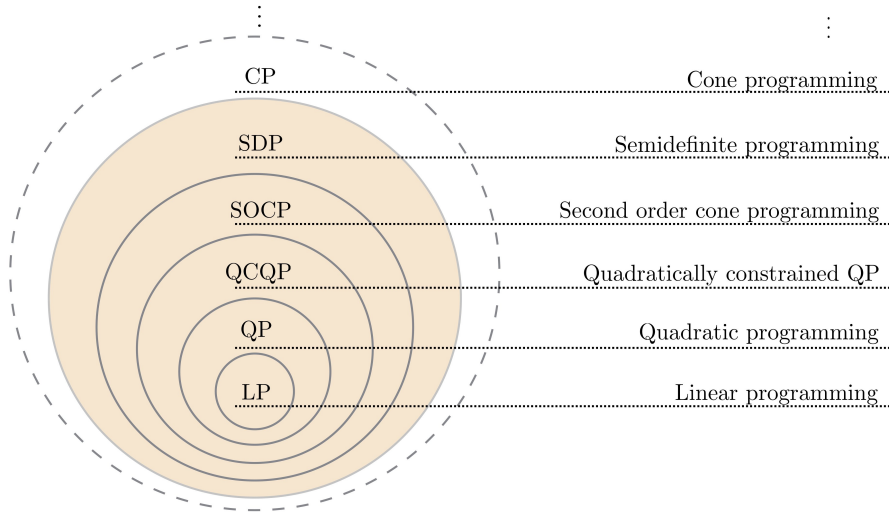 CP Cone programming
SDP Semidefinite programming
SOCP Second order cone programming
QCQP Quadratically constrained QP
QP Quadratic programming
LP Linear programming